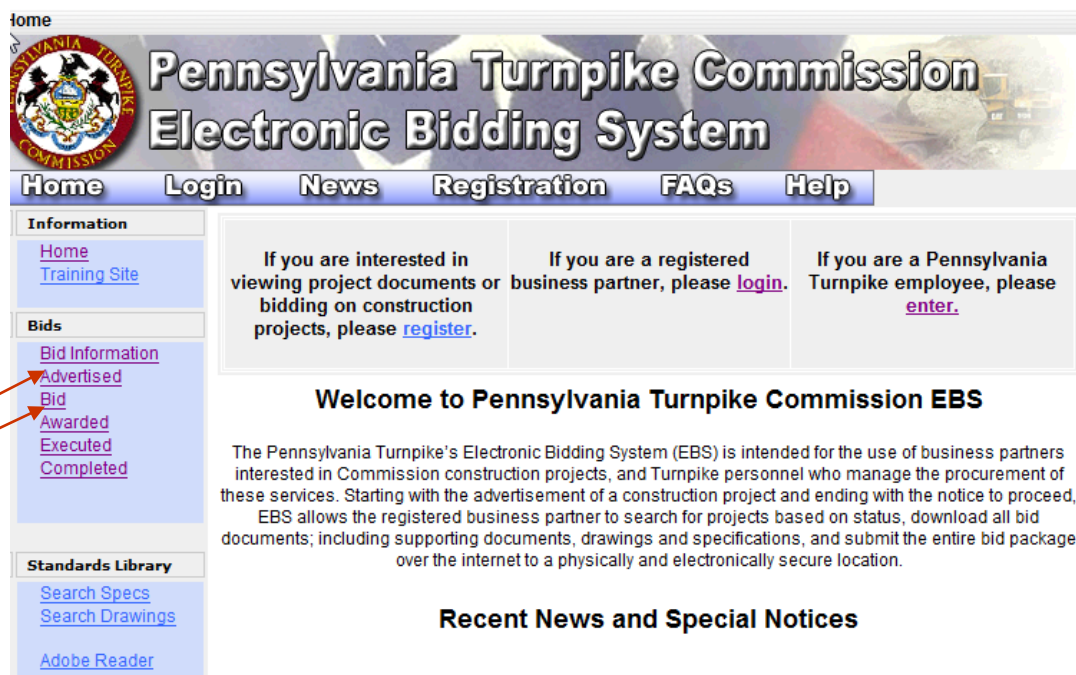 Home
PENNSYLVANIA TURNPIKE COMMISSION
Pennsylvania Turnpike Commission
Electronic Bidding System
Home Login News Registration FAQs Help
Information
Home
Training Site
Bids
Bid Information
Advertised
Bid
Awarded
Executed
Completed
Standards Library
Search Specs
Search Drawings
Adobe Reader
If you are interested in
viewing project documents or
bidding on construction
projects, please register.
If you are a registered
business partner, please login.
If you are a Pennsylvania
Turnpike employee, please
enter.
Welcome to Pennsylvania Turnpike Commission EBS
The Pennsylvania Turnpike's Electronic Bidding System (EBS) is intended for the use of business partners
interested in Commission construction projects, and Turnpike personnel who manage the procurement of
these services. Starting with the advertisement of a construction project and ending with the notice to proceed,
EBS allows the registered business partner to search for projects based on status, download all bid
documents; including supporting documents, drawings and specifications, and submit the entire bid package
over the internet to a physically and electronically secure location.
Recent News and Special Notices